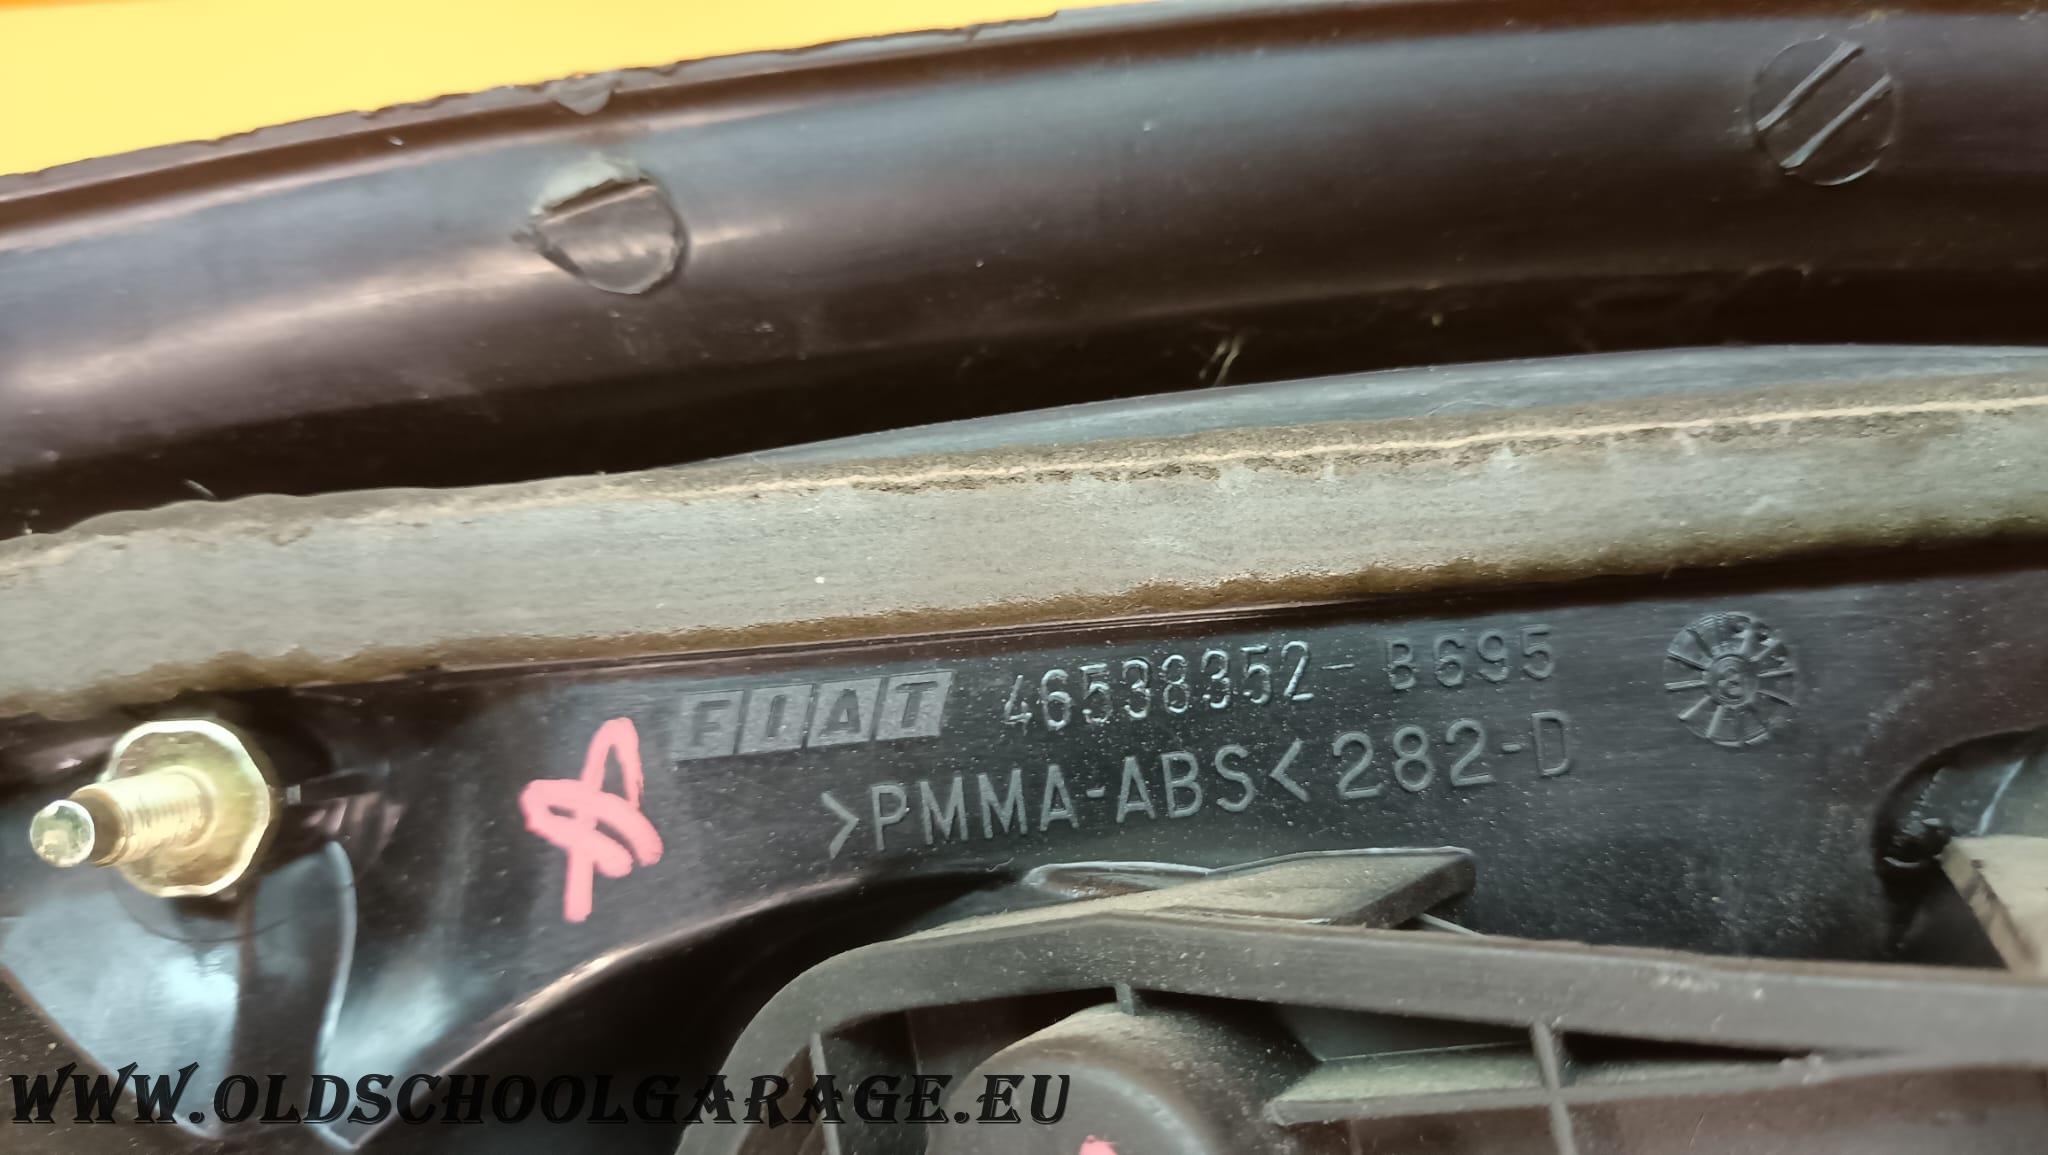 FIAT 46538352-B695
>PMMA-ABS<282-D
WWW.OLDSCHOOLGARAGE.EU